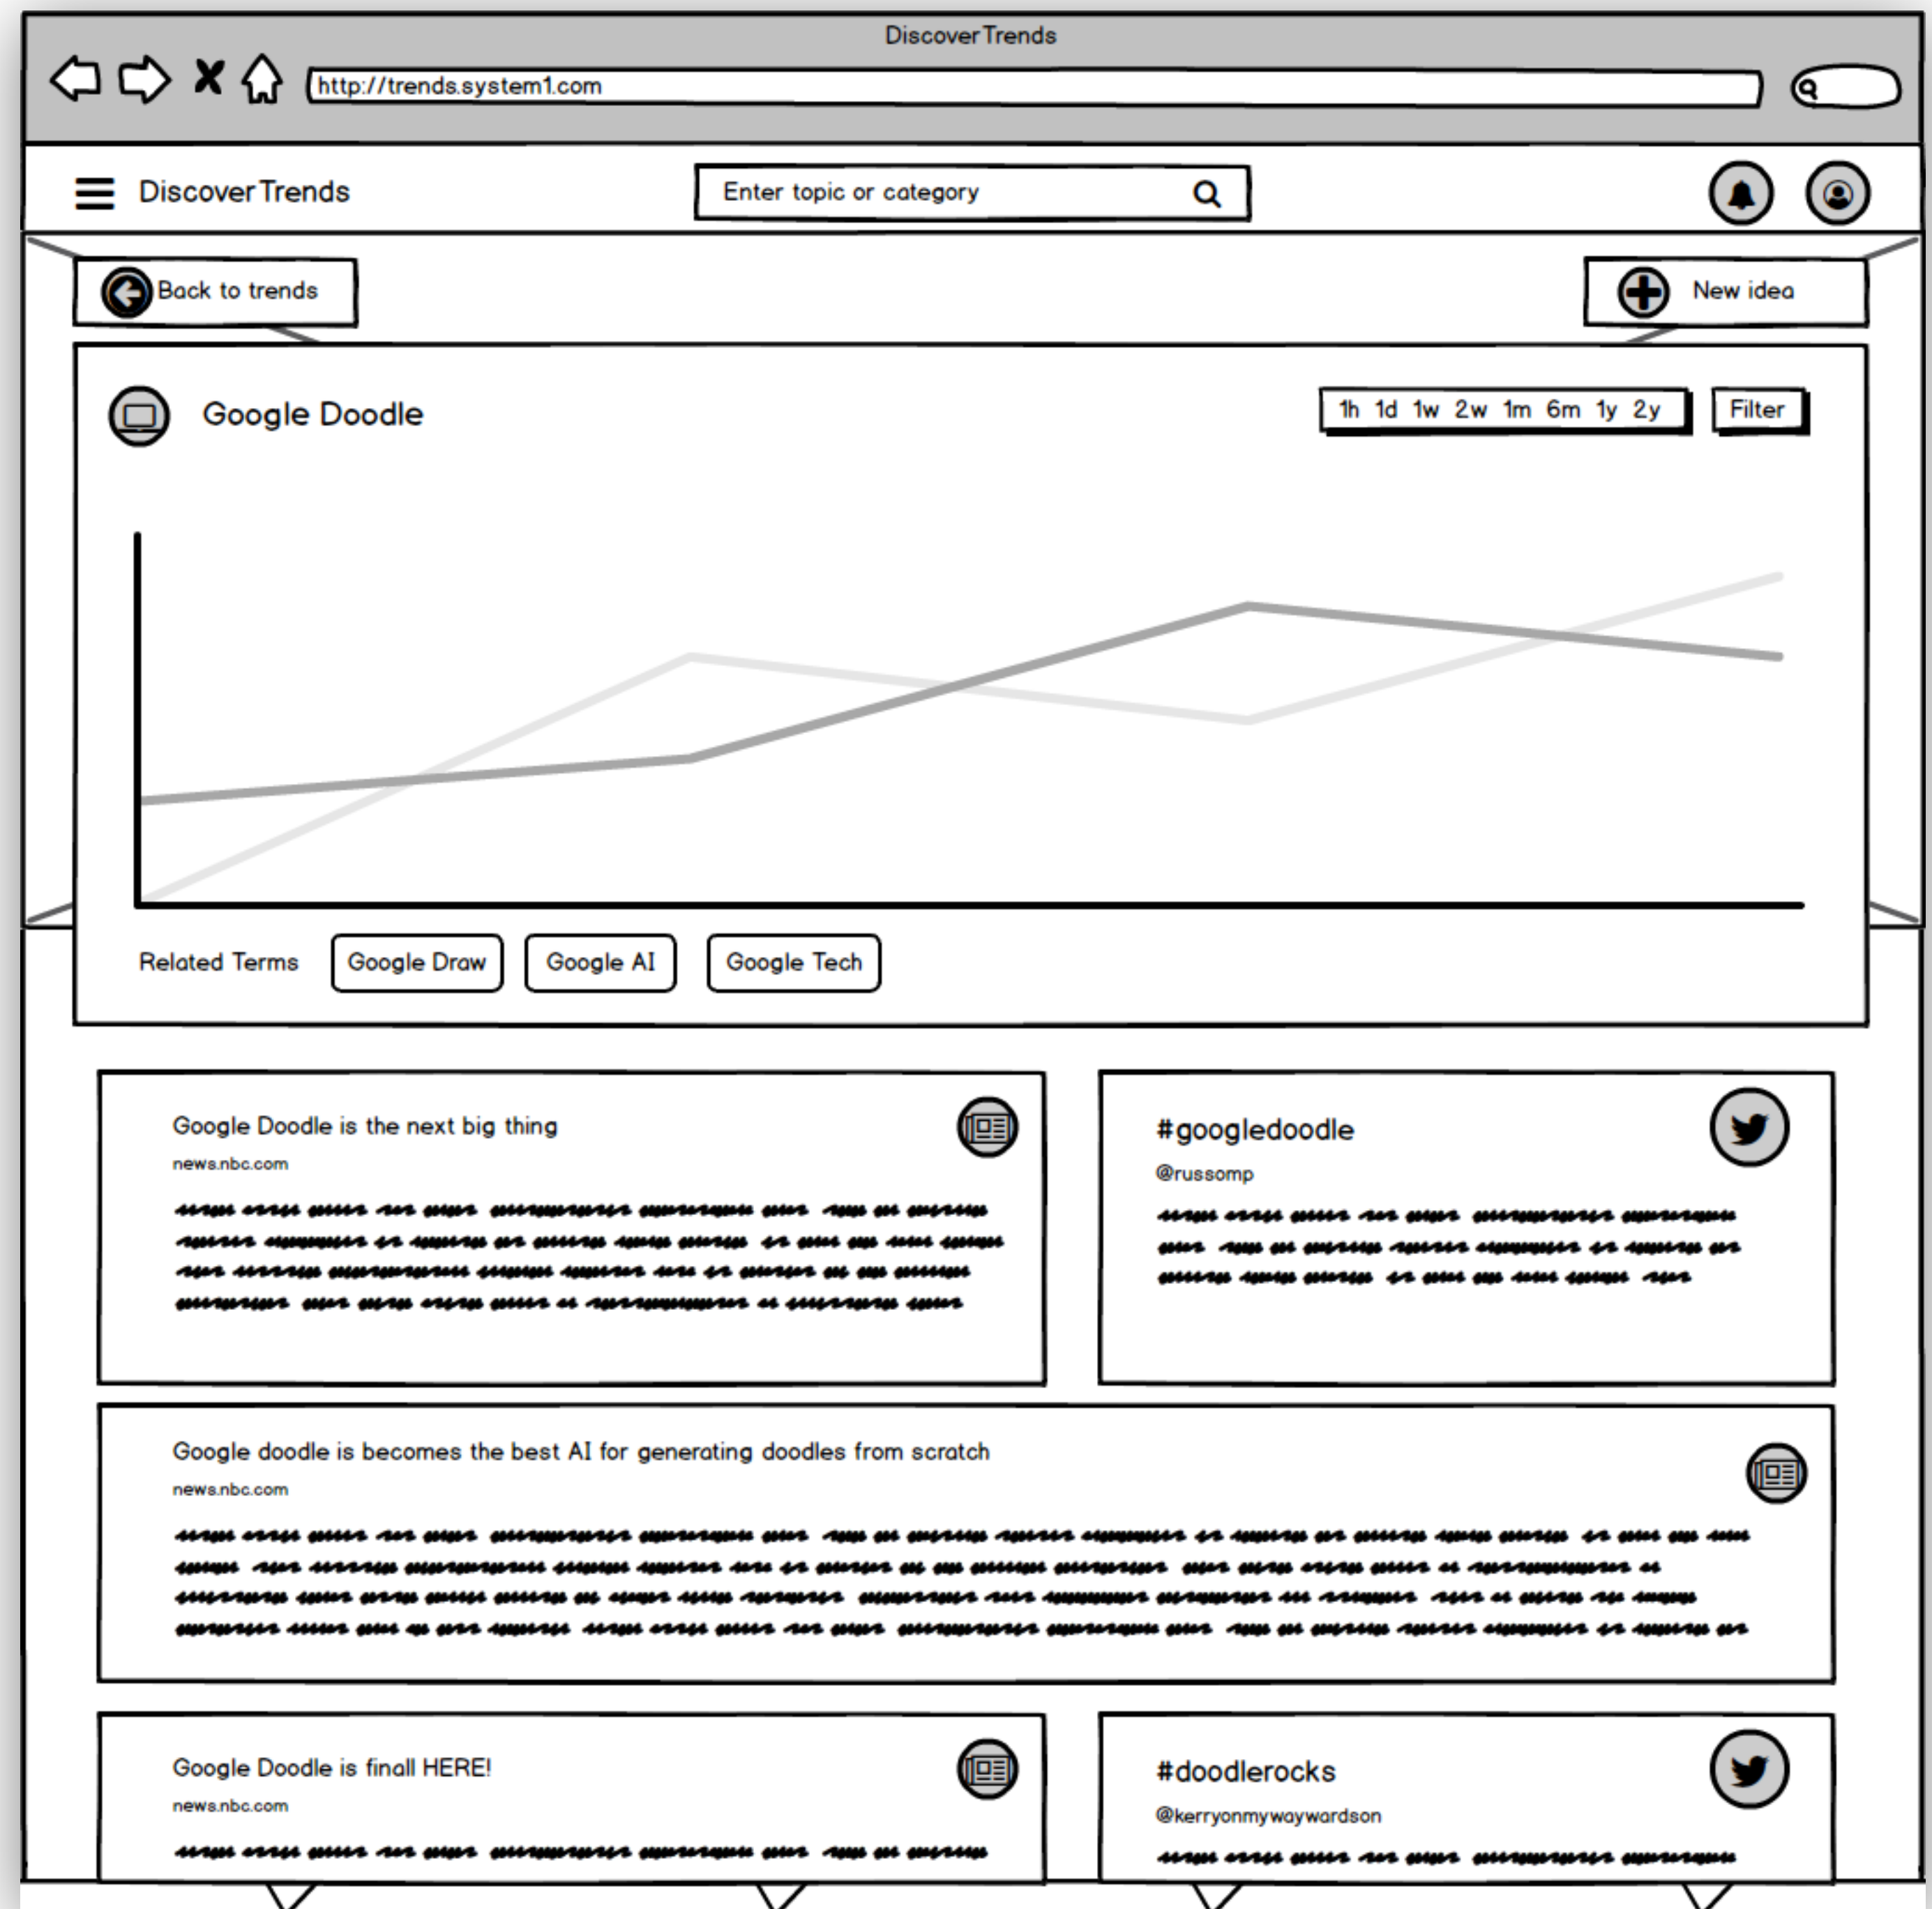 DiscoverTrends
http://trends.system1.com
DiscoverTrends
Enter topic or category
Back to trends
New idea
Google Doodle
1h 1d 1w 2w 1m 6m 1y 2y
Filter
Related Terms
Google Draw
Google AI
Google Tech
Google Doodle is the next big thing
news.nbc.com
#googledoodle
@russomp
Google doodle is becomes the best AI for generating doodles from scratch
news.nbc.com
Google Doodle is finall HERE!
news.nbc.com
#doodlerocks
@kerryonmywaywardson